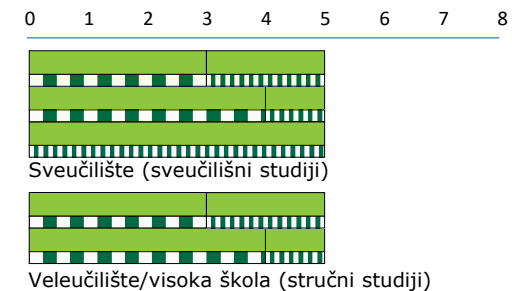 0 1 2 3 4 5 6 7 8
Sveučilište (sveučilišni studiji)
Veleučilište/visoka škola (stručni studiji)